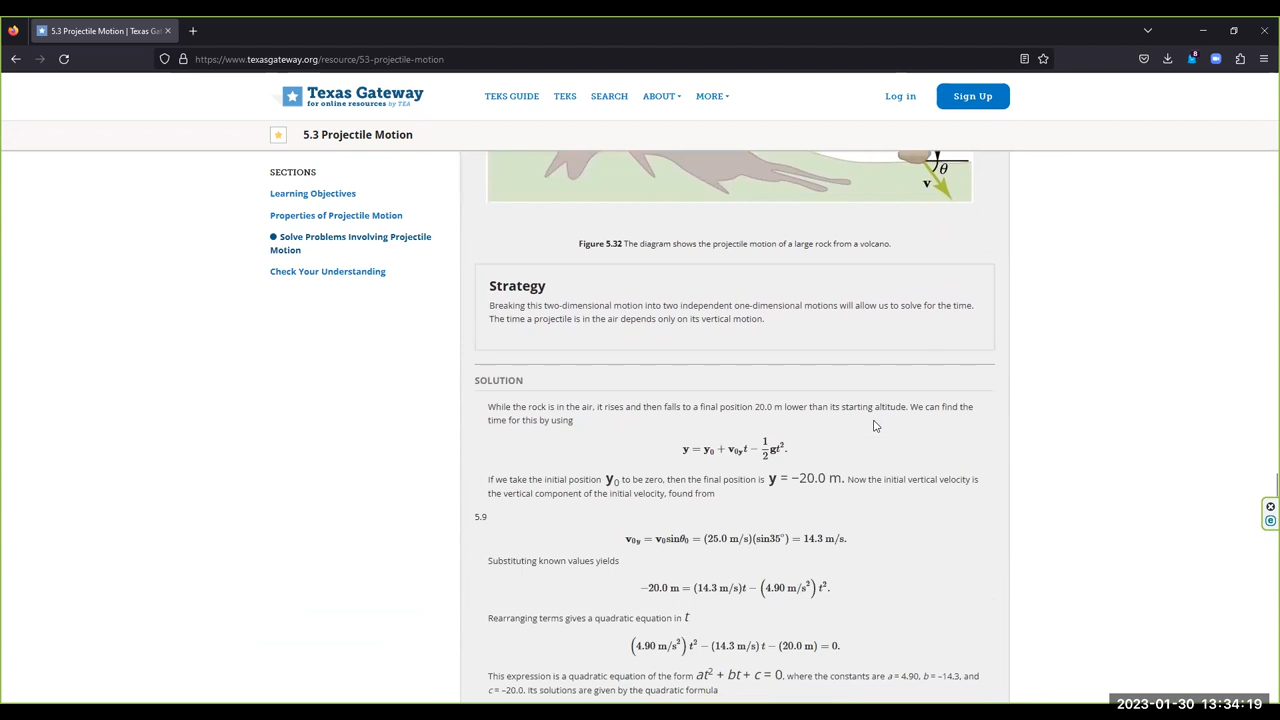 5.3 Projectile Motion | Texas Gat
https://www.texasgateway.org/resource/53-projectile-motion
8
Texas Gateway
for online resources by TEA
TEKS GUIDE TEKS SEARCH ABOUT MORE
Log in
Sign Up
5.3 Projectile Motion
SECTIONS
Learning Objectives
Properties of Projectile Motion
Solve Problems Involving Projectile
Motion
Check Your Understanding
θ
v
Figure 5.32 The diagram shows the projectile motion of a large rock from a volcano.
Strategy
Breaking this two-dimensional motion into two independent one-dimensional motions will allow us to solve for the time.
The time a projectile is in the air depends only on its vertical motion.
SOLUTION
While the rock is in the air, it rises and then falls to a final position 20.0 m lower than its starting altitude. We can find the
time for this by using
y = y₀ + v₀yt − 1/2 gt².
If we take the initial position y₀ to be zero, then the final position is y = −20.0 m. Now the initial vertical velocity is
the vertical component of the initial velocity, found from
5.9
v₀y = v₀sinθ₀ = (25.0 m/s)(sin35°) = 14.3 m/s.
Substituting known values yields
−20.0 m = (14.3 m/s)t − (4.90 m/s²) t².
Rearranging terms gives a quadratic equation in t
(4.90 m/s²) t² − (14.3 m/s) t − (20.0 m) = 0.
This expression is a quadratic equation of the form at² + bt + c = 0, where the constants are a = 4.90, b = −14.3, and
c = −20.0. Its solutions are given by the quadratic formula
2023-01-30 13:34:19